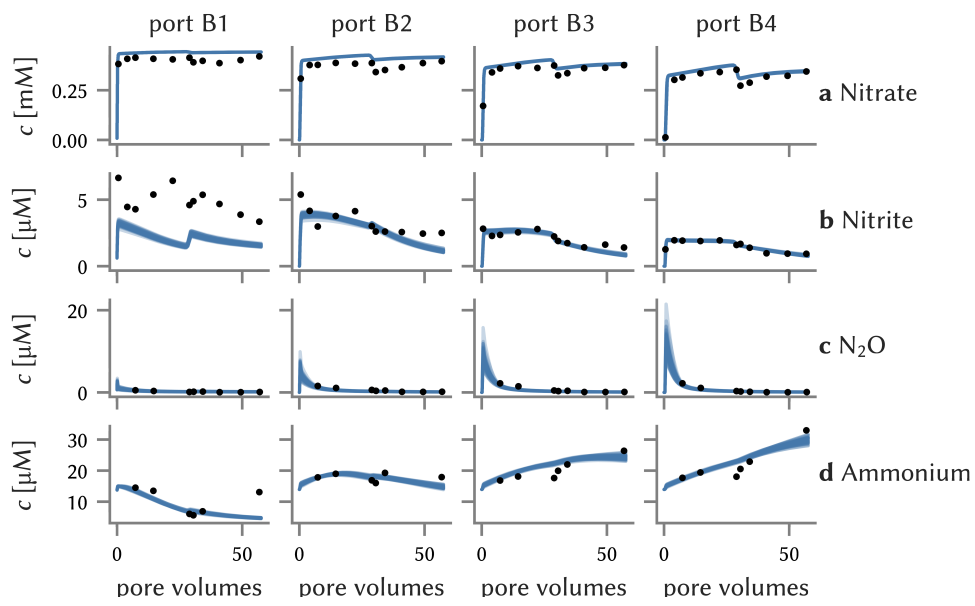 port B1 port B2 port B3 port B4
c [mM] 0.25 0.00 a Nitrate
c [µM] 5 0 b Nitrite
c [µM] 20 0 c N₂O
c [µM] 30 20 10 d Ammonium
0 50 0 50 0 50 0 50
pore volumes pore volumes pore volumes pore volumes